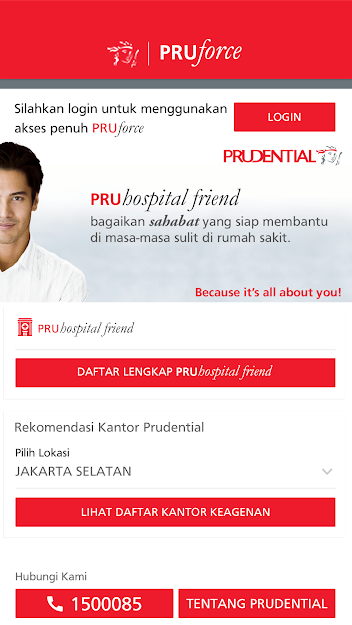 PRUforce
Silahkan login untuk menggunakan
akses penuh PRUforce
LOGIN
PRUDENTIAL
PRUhospital friend
bagaikan sahabat yang siap membantu
di masa-masa sulit di rumah sakit.
Because it's all about you!
PRUhospital friend
DAFTAR LENGKAP PRUhospital friend
Rekomendasi Kantor Prudential
Pilih Lokasi
JAKARTA SELATAN
LIHAT DAFTAR KANTOR KEAGENAN
Hubungi Kami
1500085
TENTANG PRUDENTIAL